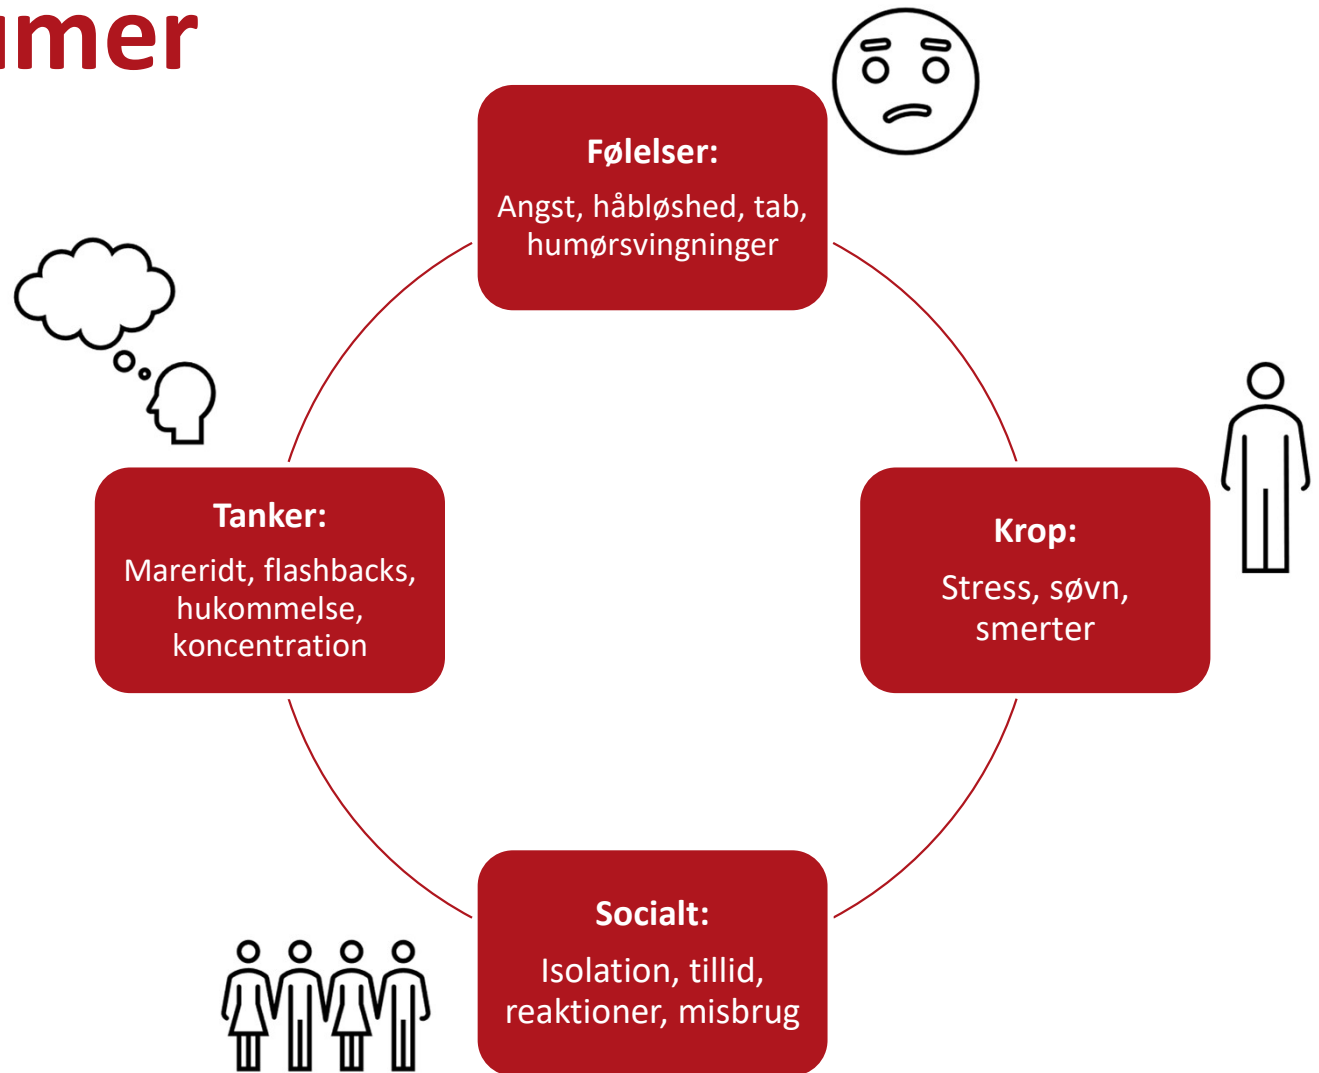 umer
Følelser:
Angst, håbløshed, tab,
humørsvingninger
Tanker:
Mareridt, flashbacks,
hukommelse,
koncentration
Krop:
Stress, søvn,
smerter
Socialt:
Isolation, tillid,
reaktioner, misbrug